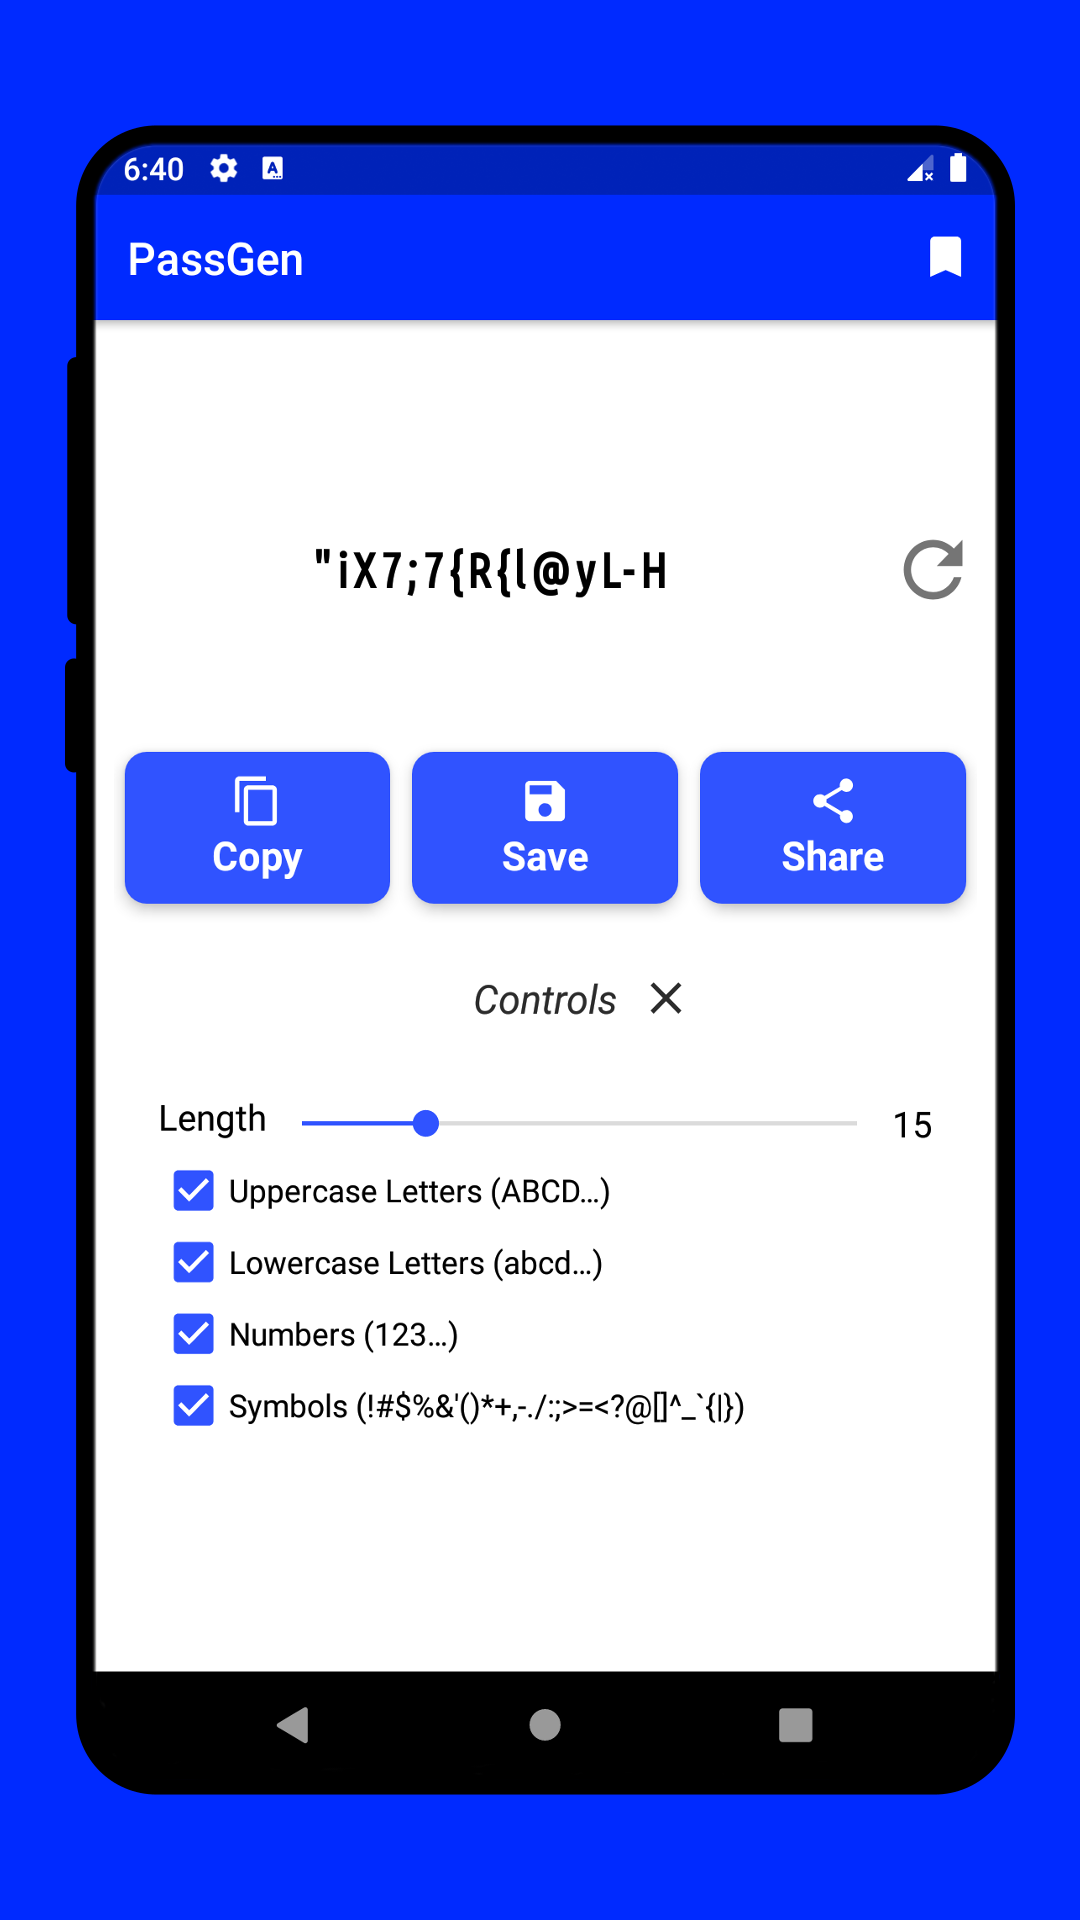 6:40
PassGen
"iX7;7{R{l@yL-H
Copy
Save
Share
Controls
Length
15
Uppercase Letters (ABCD...)
Lowercase Letters (abcd...)
Numbers (123...)
Symbols (!#$%&'()*+,-./:;>=<?@[]^_`{|})